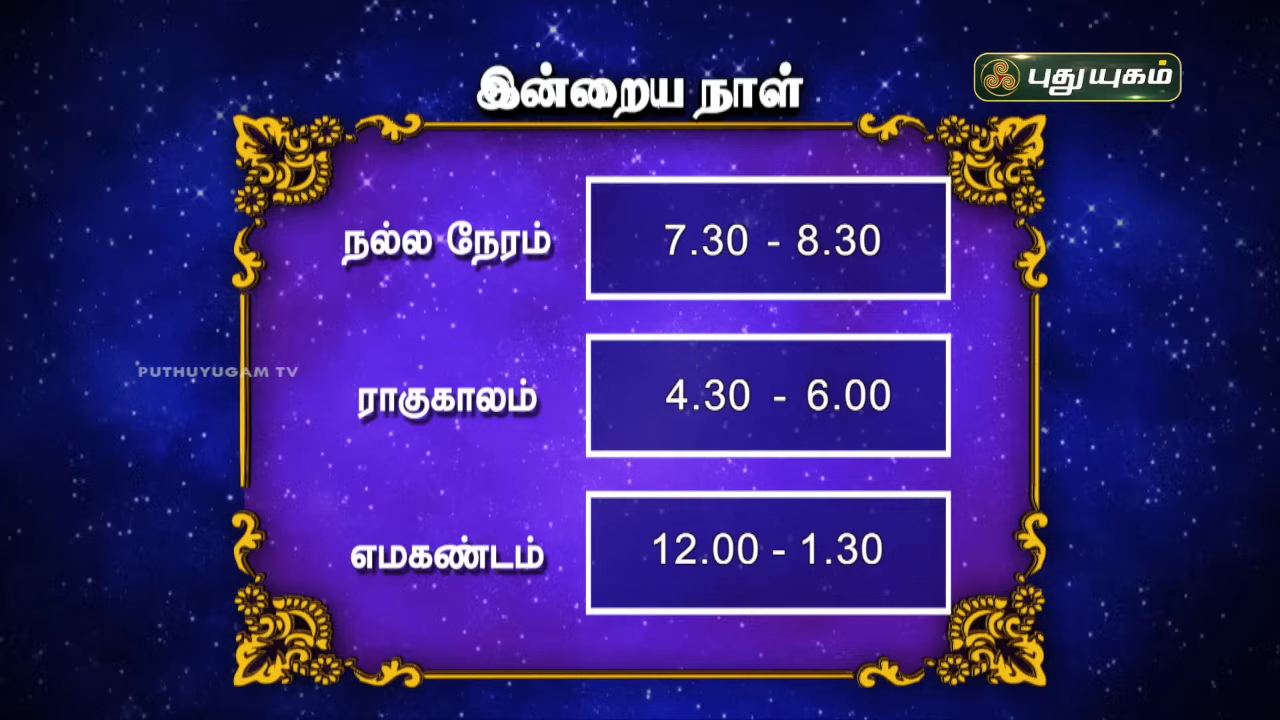 இன்றைய நாள்
புதுயுகம்
நல்ல நேரம்
7.30 - 8.30
PUTHUYUGAM TV
ராகுகாலம்
4.30 - 6.00
எமகண்டம்
12.00 - 1.30